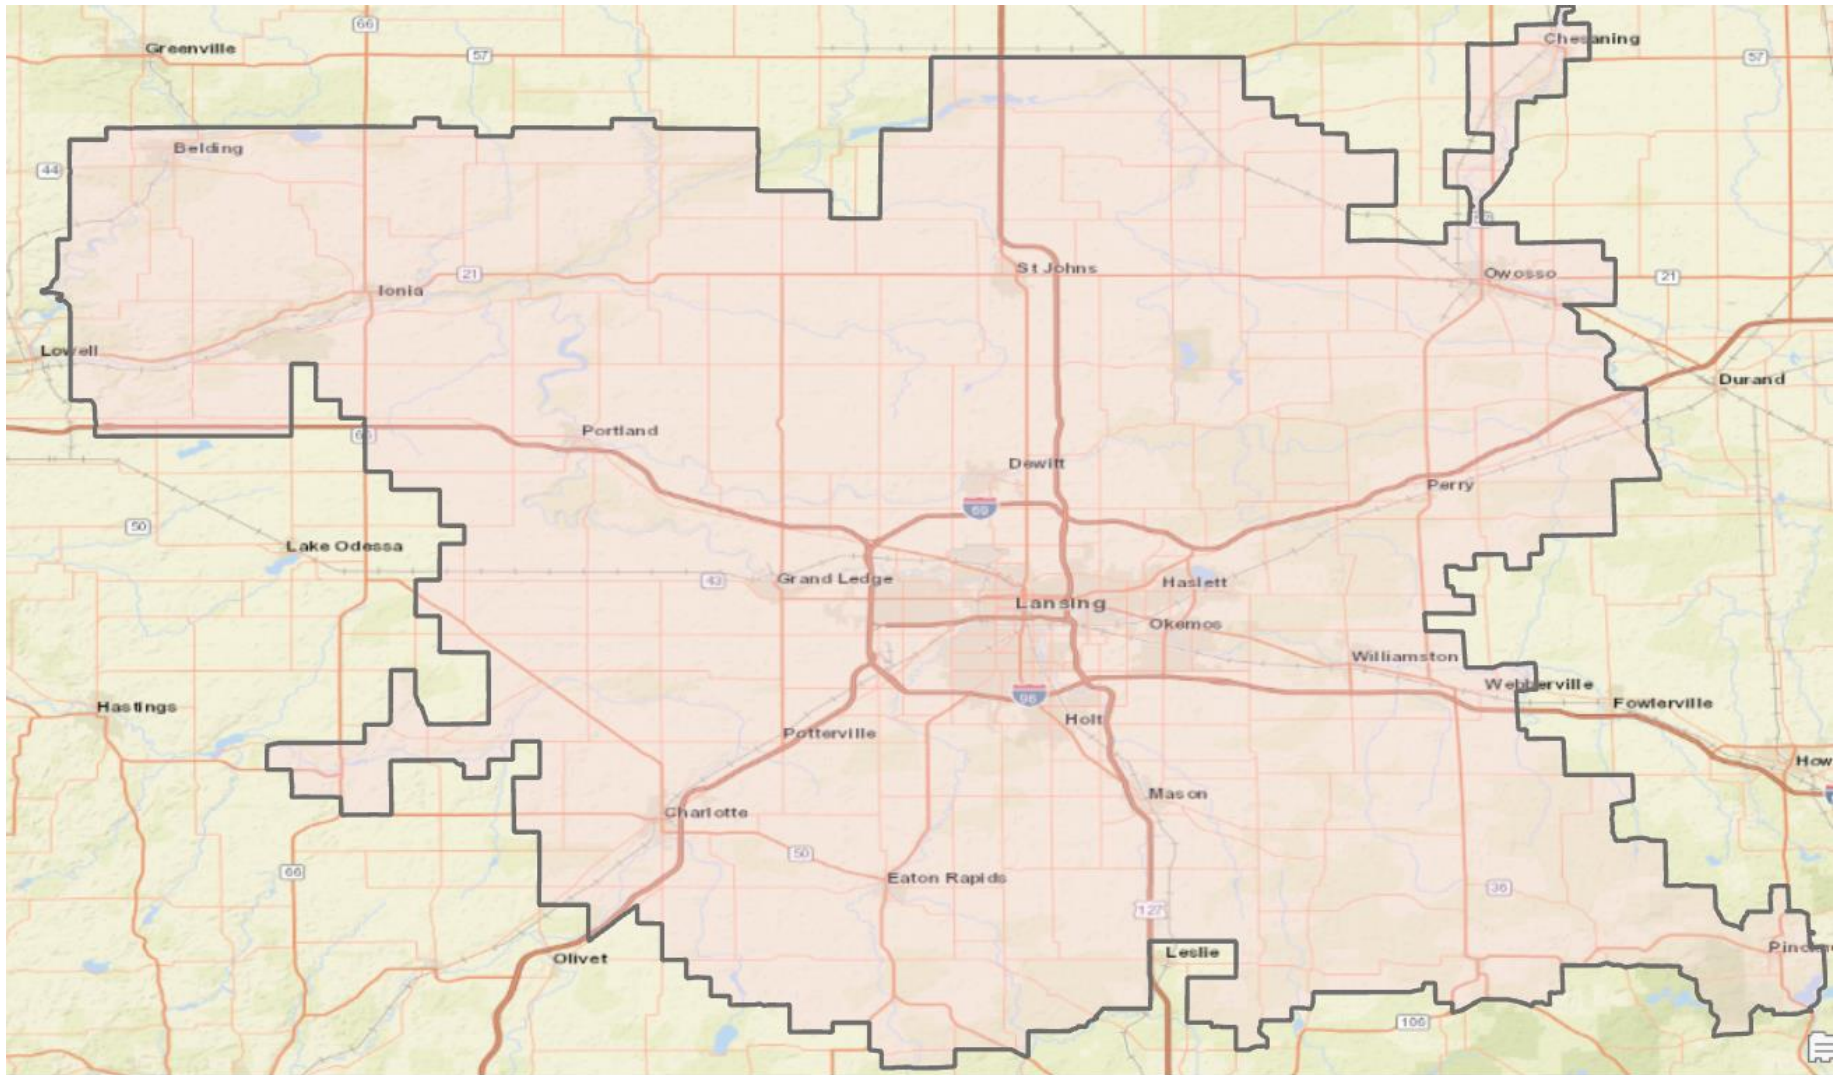 66
Chesaning
Greenville
57
57
Belding
44
St Johns
21
Owosso
21
Ionia
Lowell
Durand
Portland
66
Dewitt
Perry
69
50
Lake Odessa
Grand Ledge
43
Haslett
Lansing
Okemos
Williamston
Webberville
96
Hastings
Fowlerville
Holt
Potterville
How
Mason
Charlotte
50
66
Eaton Rapids
36
127
Leslie
Olivet
106